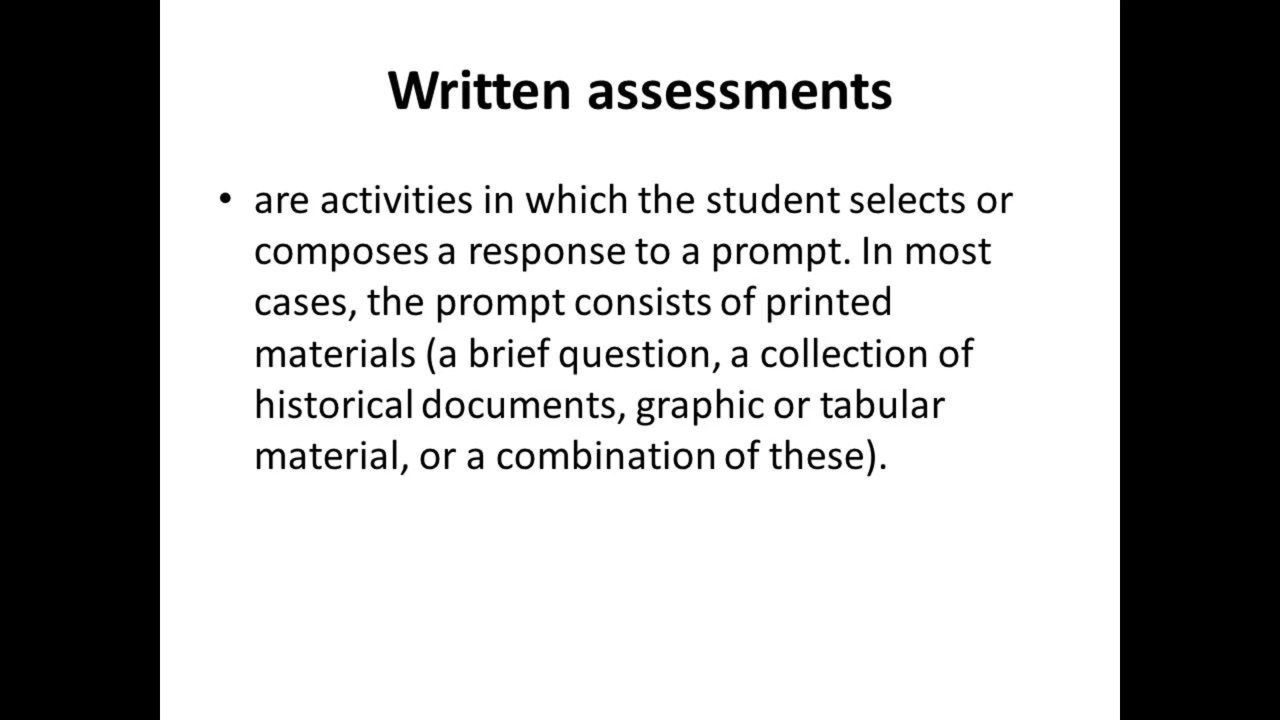 Written assessments
• are activities in which the student selects or
composes a response to a prompt. In most
cases, the prompt consists of printed
materials (a brief question, a collection of
historical documents, graphic or tabular
material, or a combination of these).